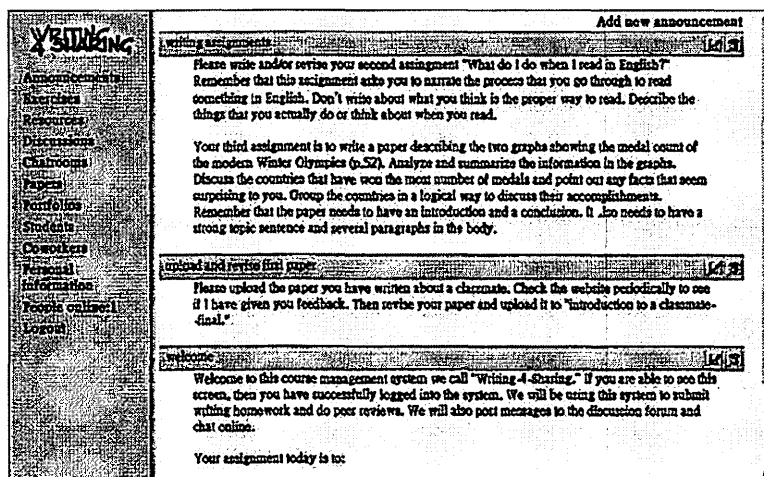 WRITING
4 SHARING
Announcements
Exercises
Resources
Discussions
Chatrooms
Papers
Portfolios
Students
Coworkers
Personal
Information
People online:1
Logout
Add new announcement
writing assignments
Please write and/or revise your second assingment "What do I do when I read in English?"
Remember that this assignment asks you to narrate the process that you go through to read
something in English. Don't write about what you think is the proper way to read. Describe the
things that you actually do or think about when you read.
Your third assignment is to write a paper describing the two graphs showing the medal count of
the modern Winter Olympics (p.52). Analyze and summarize the information in the graphs.
Discuss the countries that have won the most number of medals and point out any facts that seem
surprising to you. Group the countries in a logical way to discuss their accomplishments.
Remember that the paper needs to have an introduction and a conclusion. It also needs to have a
strong topic sentence and several paragraphs in the body.
upload and revise final paper
Please upload the paper you have written about a classmate. Check the website periodically to see
if I have given you feedback. Then revise your paper and upload it to "introduction to a classmate-
-final."
welcome
Welcome to this course management system we call "Writing-4-Sharing." If you are able to see this
screen, then you have successfully logged into the system. We will be using this system to submit
writing homework and do peer reviews. We will also post messages to the discussion forum and
chat online.
Your assignment today is to: